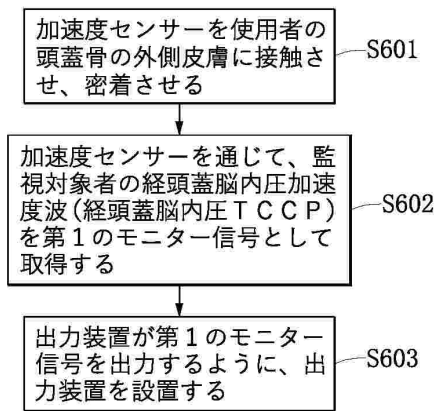 加速度センサーを使用者の
頭蓋骨の外側皮膚に接触さ
せ、密着させる
S601
加速度センサーを通じて、監
視対象者の経頭蓋脳内圧加速
度波(経頭蓋脳内圧TCCP)
を第1のモニター信号として
取得する
S602
出力装置が第1のモニター
信号を出力するように、出
力装置を設置する
S603